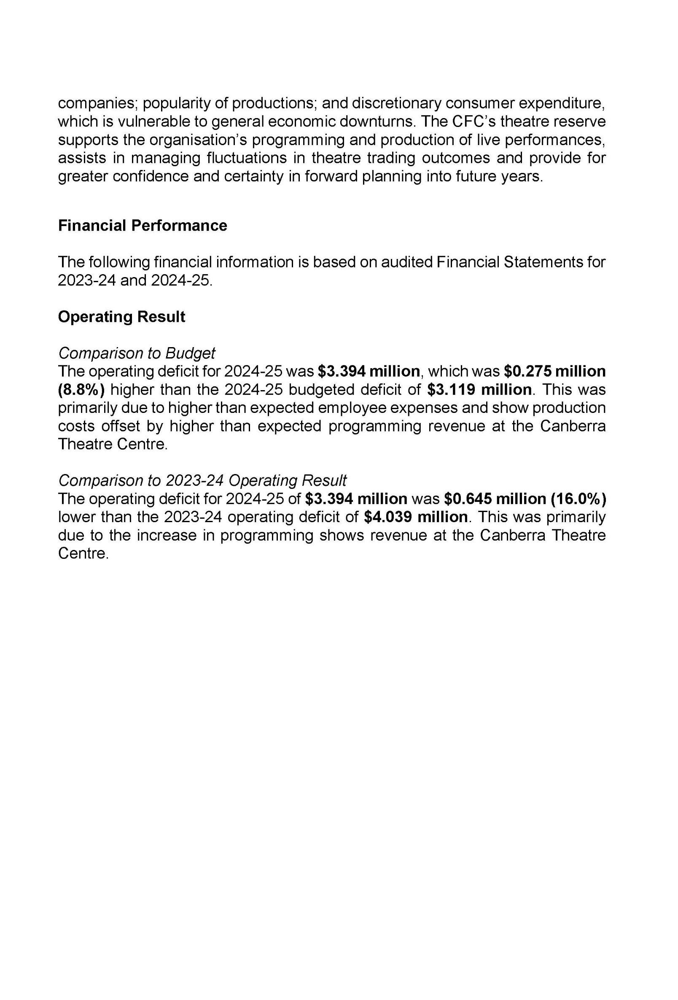 companies; popularity of productions; and discretionary consumer expenditure,
which is vulnerable to general economic downturns. The CFC’s theatre reserve
supports the organisation’s programming and production of live performances,
assists in managing fluctuations in theatre trading outcomes and provide for
greater confidence and certainty in forward planning into future years.
Financial Performance
The following financial information is based on audited Financial Statements for
2023-24 and 2024-25.
Operating Result
Comparison to Budget
The operating deficit for 2024-25 was $3.394 million, which was $0.275 million
(8.8%) higher than the 2024-25 budgeted deficit of $3.119 million. This was
primarily due to higher than expected employee expenses and show production
costs offset by higher than expected programming revenue at the Canberra
Theatre Centre.
Comparison to 2023-24 Operating Result
The operating deficit for 2024-25 of $3.394 million was $0.645 million (16.0%)
lower than the 2023-24 operating deficit of $4.039 million. This was primarily
due to the increase in programming shows revenue at the Canberra Theatre
Centre.